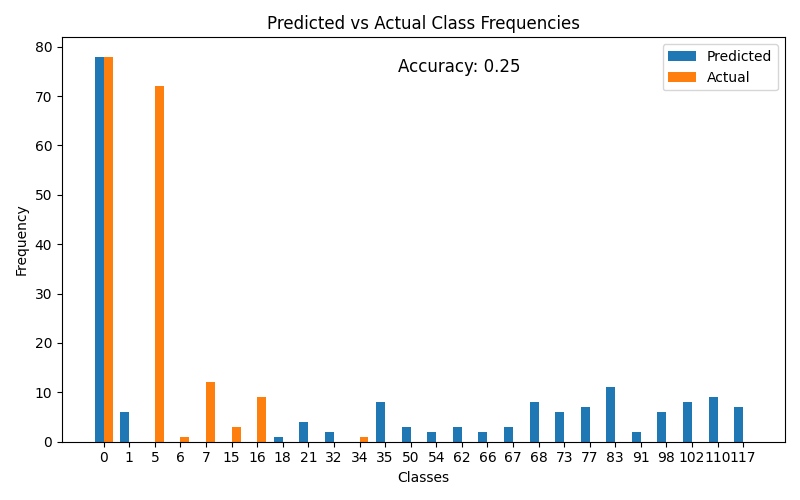 Predicted vs Actual Class Frequencies
Accuracy: 0.25
Predicted
Actual
Frequency
80
70
60
50
40
30
20
10
0
0 1 5 6 7 15 16 18 21 32 34 35 50 54 62 66 67 68 73 77 83 91 98 102 110 117
Classes